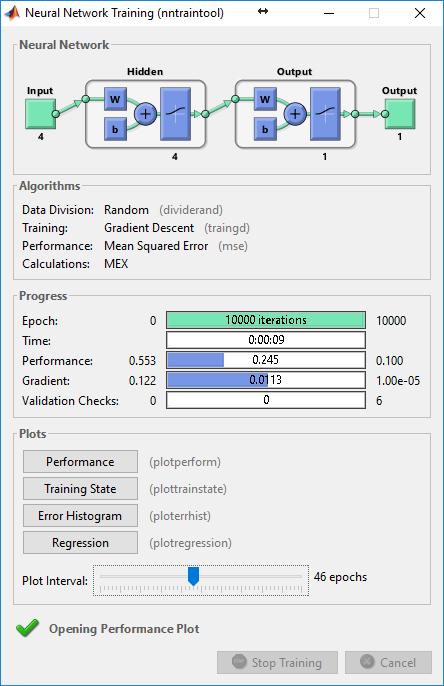 Neural Network Training (nntraintool)
Neural Network
Hidden Output
Input Output
W W
b b
4 4 1 1
Algorithms
Data Division: Random (dividerand)
Training: Gradient Descent (traingd)
Performance: Mean Squared Error (mse)
Calculations: MEX
Progress
Epoch: 0 10000 iterations 10000
Time: 0:00:09
Performance: 0.553 0.245 0.100
Gradient: 0.122 0.0113 1.00e-05
Validation Checks: 0 0 6
Plots
Performance (plotperform)
Training State (plottrainstate)
Error Histogram (ploterrhist)
Regression (plotregression)
Plot Interval: 46 epochs
Opening Performance Plot
Stop Training Cancel